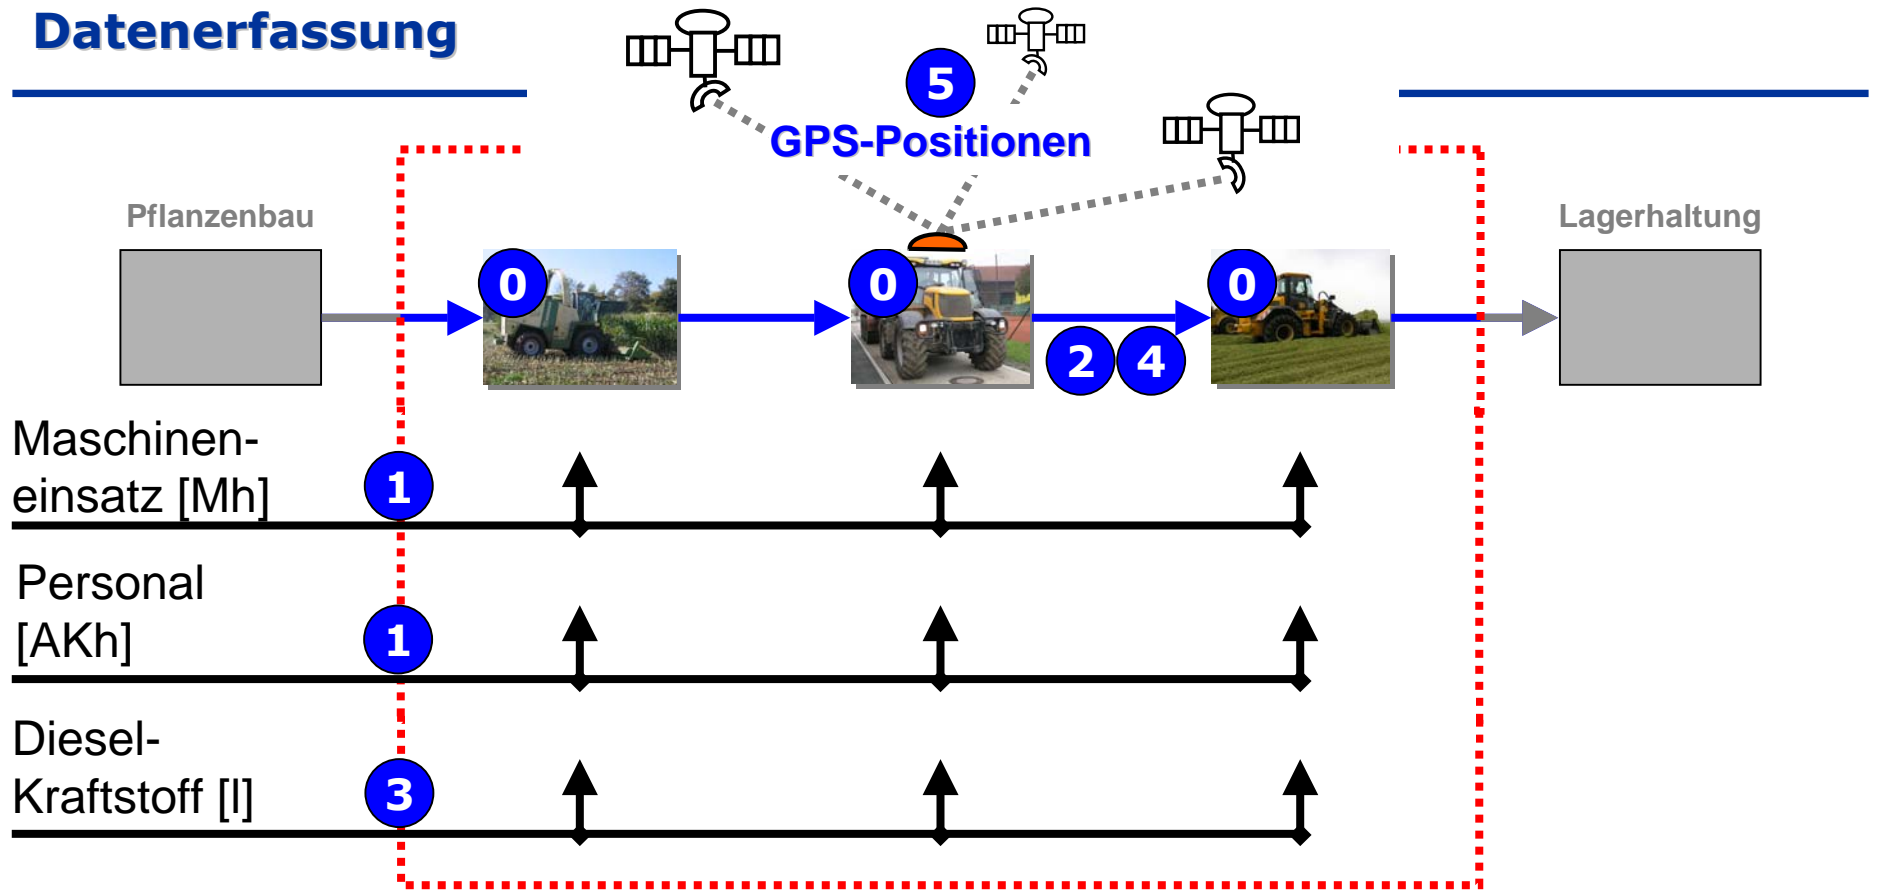 Datenerfassung
5
GPS-Positionen
Pflanzenbau
Lagerhaltung
0
0
0
2
4
Maschinen-
einsatz [Mh]
1
Personal
[AKh]
1
Diesel-
Kraftstoff [l]
3